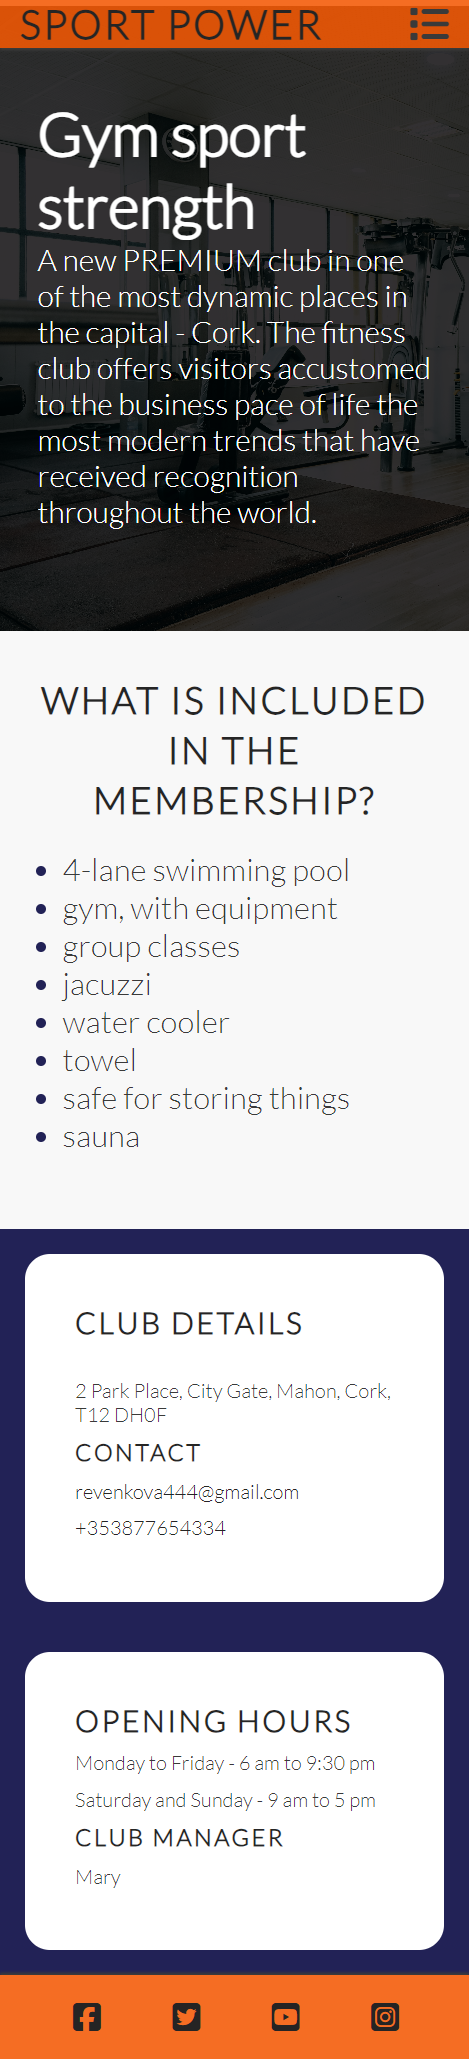 SPORT POWER
Gym sport
strength
A new PREMIUM club in one
of the most dynamic places in
the capital - Cork. The fitness
club offers visitors accustomed
to the business pace of life the
most modern trends that have
received recognition
throughout the world.
WHAT IS INCLUDED
IN THE
MEMBERSHIP?
• 4-lane swimming pool
• gym, with equipment
• group classes
• jacuzzi
• water cooler
• towel
• safe for storing things
• sauna
CLUB DETAILS
2 Park Place, City Gate, Mahon, Cork,
T12 DH0F
CONTACT
revenkova444@gmail.com
+353877654334
OPENING HOURS
Monday to Friday - 6 am to 9:30 pm
Saturday and Sunday - 9 am to 5 pm
CLUB MANAGER
Mary